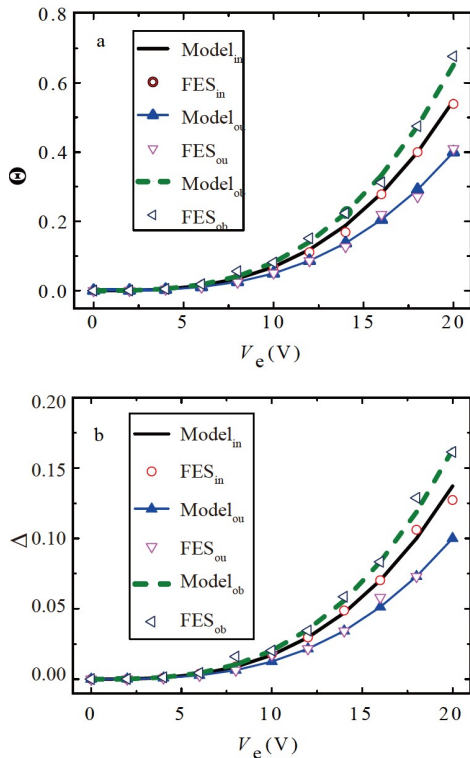 0.8
a
Model_in
FES_in
0.6
Model_ou
FES_ou
0.4
Model_ob
FES_ob
Θ
0.2
0.0
0 5 10 15 20
V_e(V)
0.20
b
Model_in
0.15
FES_in
Model_ou
0.10
FES_ou
Δ
Model_ob
0.05
FES_ob
0.00
0 5 10 15 20
V_e(V)